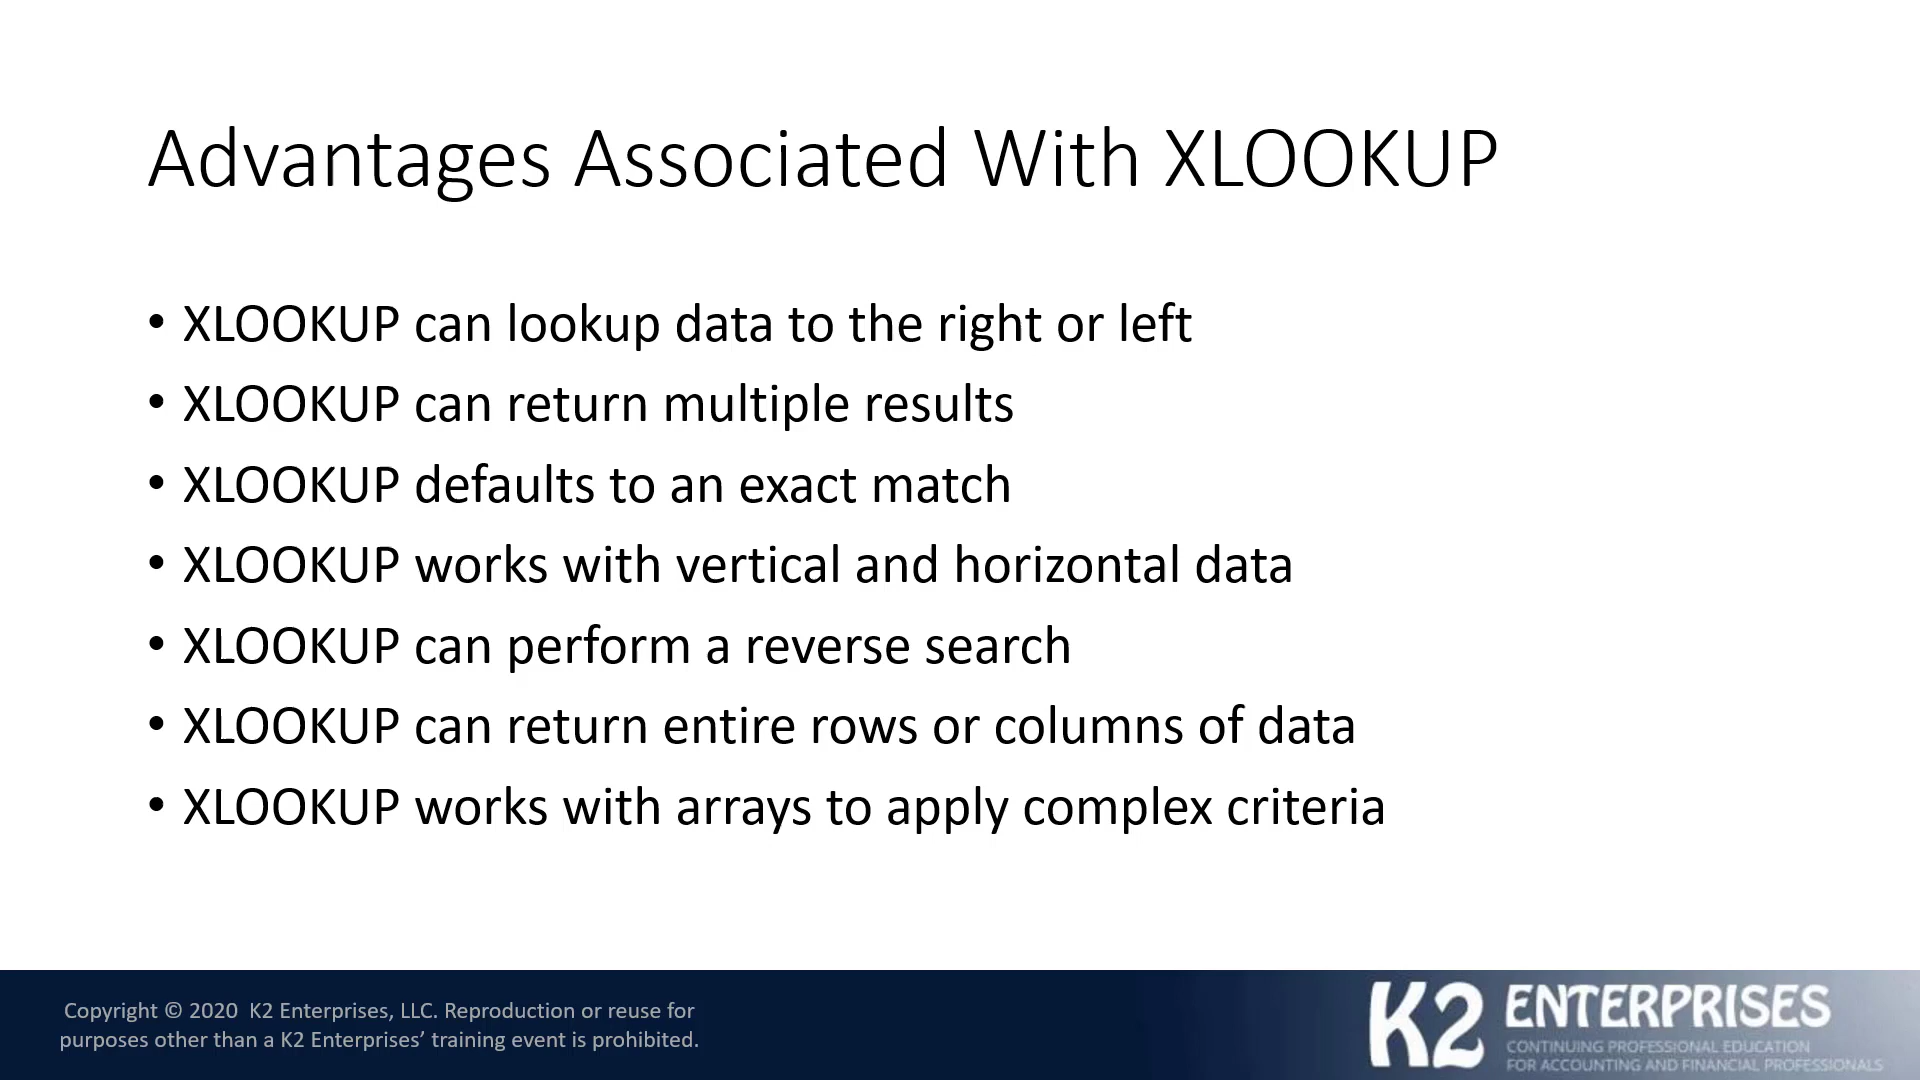 Advantages Associated With XLOOKUP
• XLOOKUP can lookup data to the right or left
• XLOOKUP can return multiple results
• XLOOKUP defaults to an exact match
• XLOOKUP works with vertical and horizontal data
• XLOOKUP can perform a reverse search
• XLOOKUP can return entire rows or columns of data
• XLOOKUP works with arrays to apply complex criteria
Copyright © 2020 K2 Enterprises, LLC. Reproduction or reuse for
purposes other than a K2 Enterprises’ training event is prohibited.
K2 ENTERPRISES
CONTINUING PROFESSIONAL EDUCATION
FOR ACCOUNTING AND FINANCIAL PROFESSIONALS